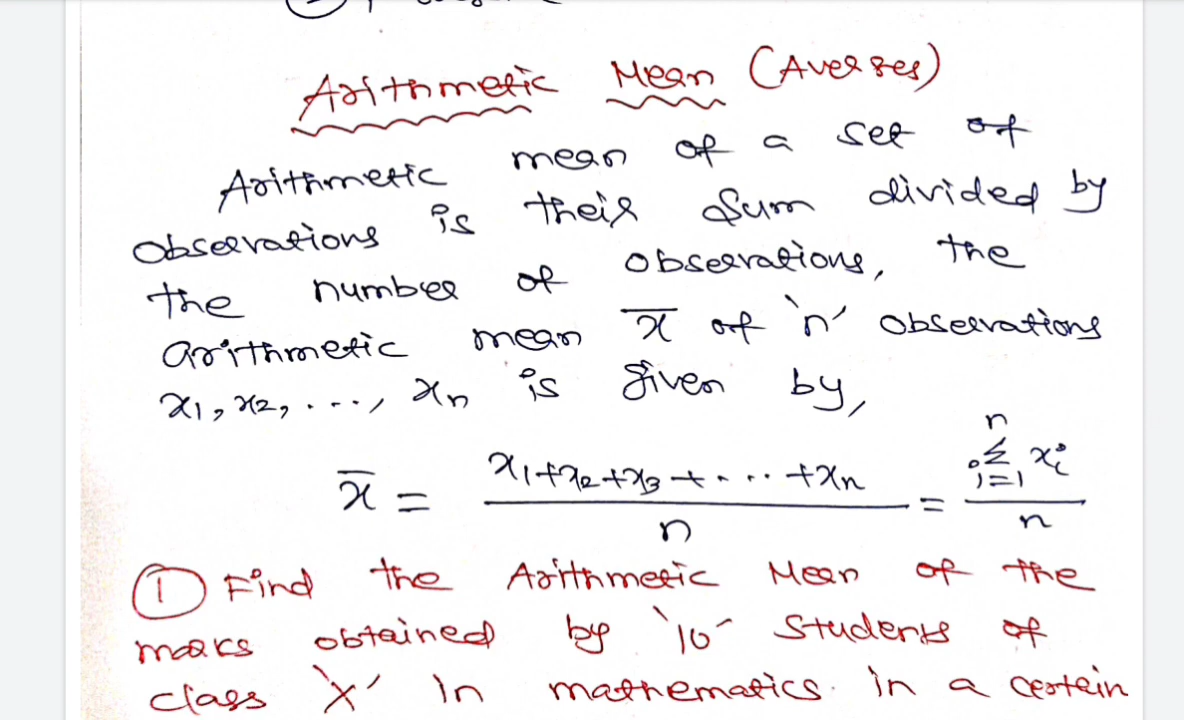 Arithmetic Mean (Averges)
Arithmetic mean of a set of
observations is their sum divided by
the number of observations, the
arithmetic mean x̄ of 'n' observations
x1, x2, ..., xn is given by,
x̄ = (x1+x2+x3+....+xn)/n = (Σ_{i=1}^{n} xi)/n
① Find the Arithmetic Mean of the
marks obtained by '10' students of
class 'X' in mathematics. in a certein